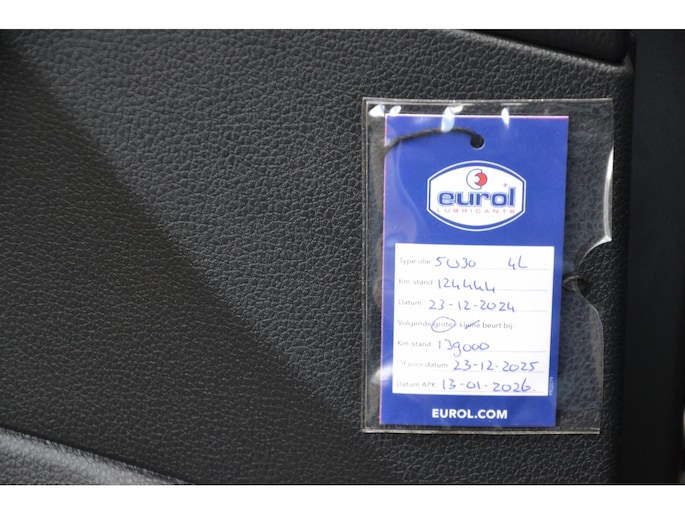 eurol
LUBRICANTS
Type olie: 5W30 4L
Km-stand: 124444
Datum: 23-12-2024
Volgende grote / kleine beurt bij:
Km-stand: 139000
Of voor datum: 23-12-2025
Datum APK: 13-01-2026.
EUROL.COM